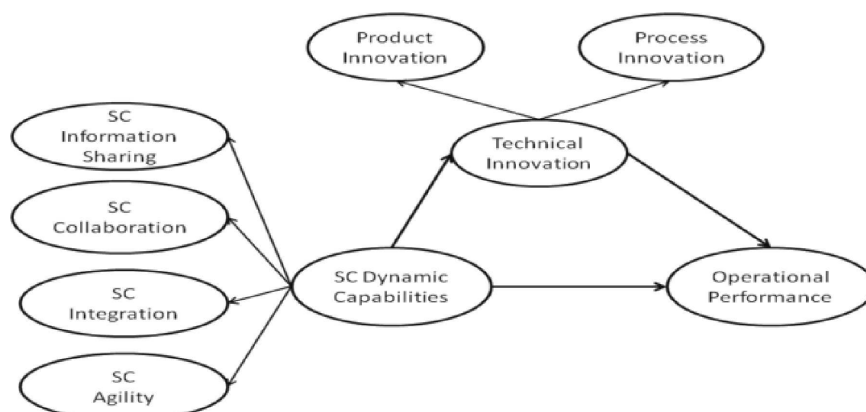 Product
Innovation
Process
Innovation
SC
Information
Sharing
Technical
Innovation
SC
Collaboration
SC Dynamic
Capabilities
Operational
Performance
SC
Integration
SC
Agility